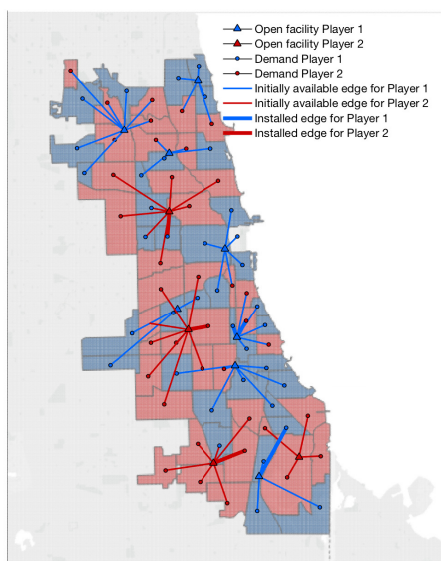 Open facility Player 1
Open facility Player 2
Demand Player 1
Demand Player 2
Initially available edge for Player 1
Initially available edge for Player 2
Installed edge for Player 1
Installed edge for Player 2